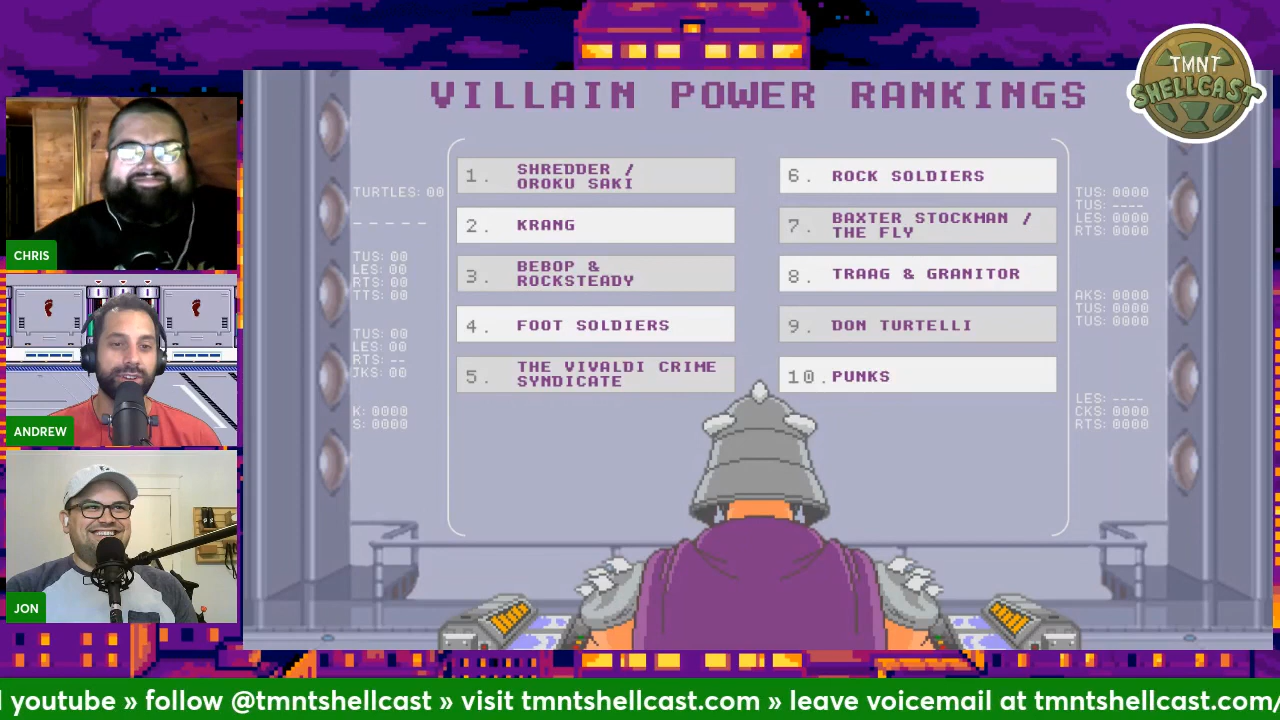 TMNT
SHELLCAST
VILLAIN POWER RANKINGS
1. SHREDDER /
OROKU SAKI
2. KRANG
3. BEBOP &
ROCKSTEADY
4. FOOT SOLDIERS
5. THE VIVALDI CRIME
SYNDICATE
6. ROCK SOLDIERS
7. BAXTER STOCKMAN /
THE FLY
8. TRAAG & GRANITOR
9. DON TURTELLI
10. PUNKS
TURTLES: 00
- - - - -
TUS: 00
LES: 00
RTS: 00
TTS: 00
TUS: 00
LES: 00
RTS: --
JKS: 00
K: 0000
S: 0000
TUS: 0000
TUS: ----
LES: 0000
RTS: 0000
AKS: 0000
TUS: 0000
TUS: 0000
LES: ----
CKS: 0000
RTS: 0000
CHRIS
ANDREW
JON
youtube » follow @tmntshellcast » visit tmntshellcast.com » leave voicemail at tmntshellcast.com/